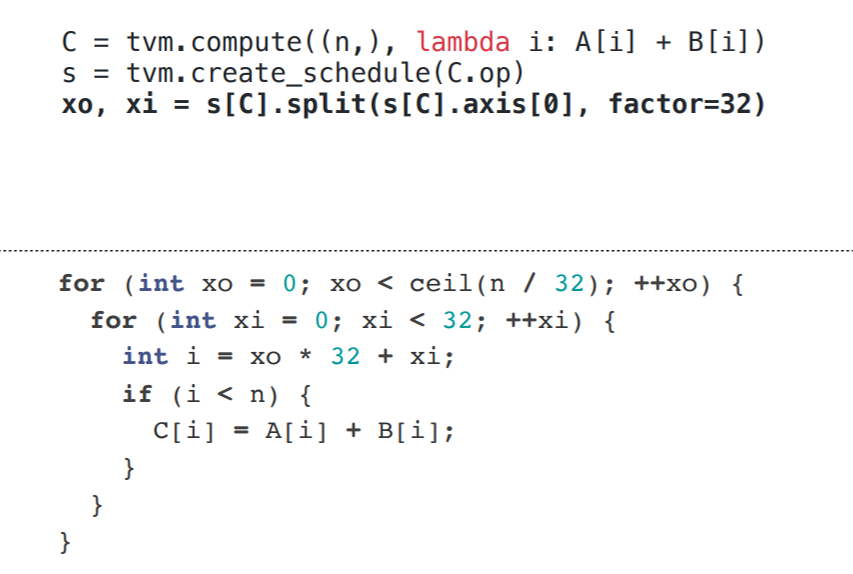 C = tvm.compute((n,), lambda i: A[i] + B[i])
s = tvm.create_schedule(C.op)
xo, xi = s[C].split(s[C].axis[0], factor=32)
for (int xo = 0; xo < ceil(n / 32); ++xo) {
  for (int xi = 0; xi < 32; ++xi) {
    int i = xo * 32 + xi;
    if (i < n) {
      C[i] = A[i] + B[i];
    }
  }
}